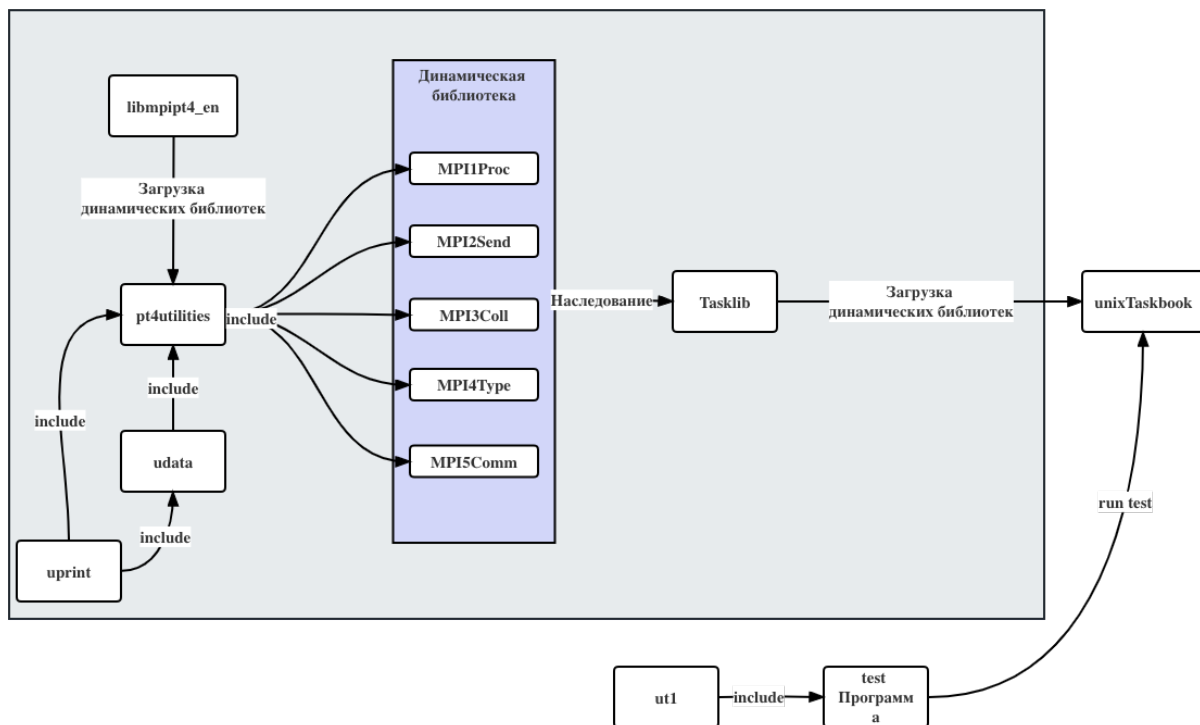 Динамическая
библиотека
libmpipt4_en
MPI1Proc
Загрузка
динамических библиотек
MPI2Send
pt4utilities
include
MPI3Coll
Наследование
Tasklib
Загрузка
динамических библиотек
unixTaskbook
include
MPI4Type
include
udata
MPI5Comm
include
uprint
run test
ut1
include
test
Программ
а